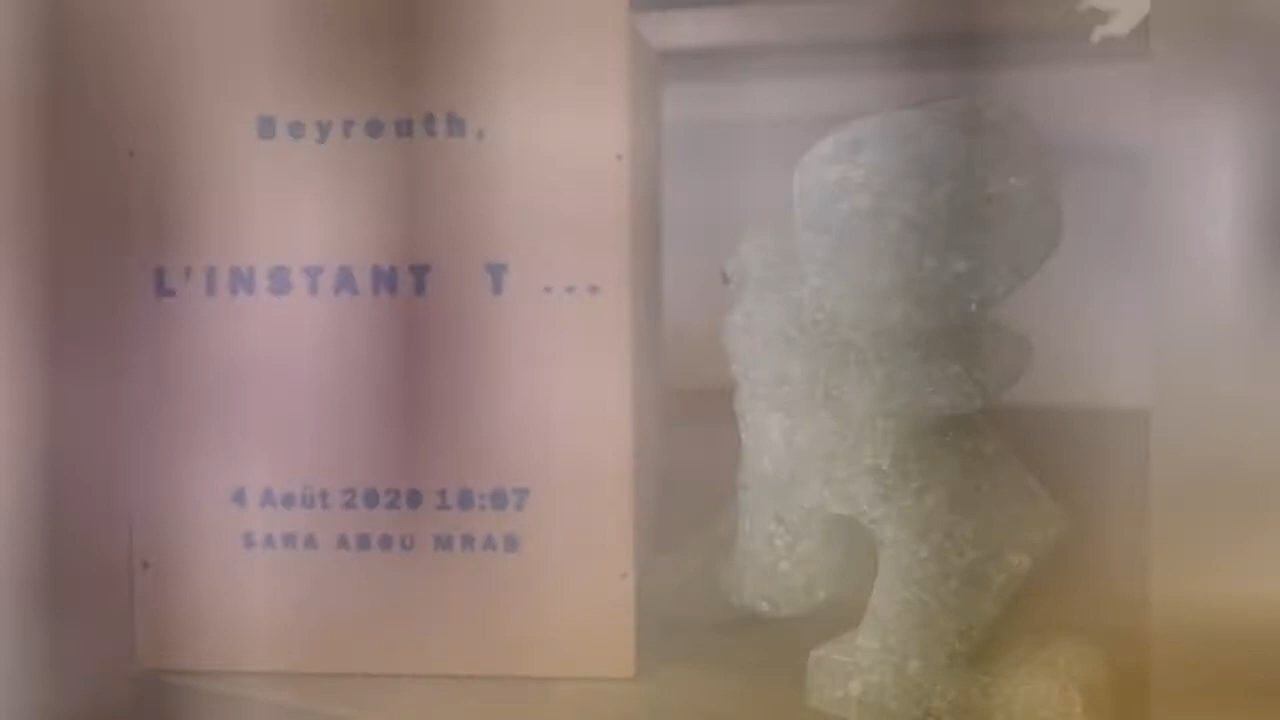 Beyrouth,
L'INSTANT T ...
4 Août 2020 18:07
SARA ABOU MRAD